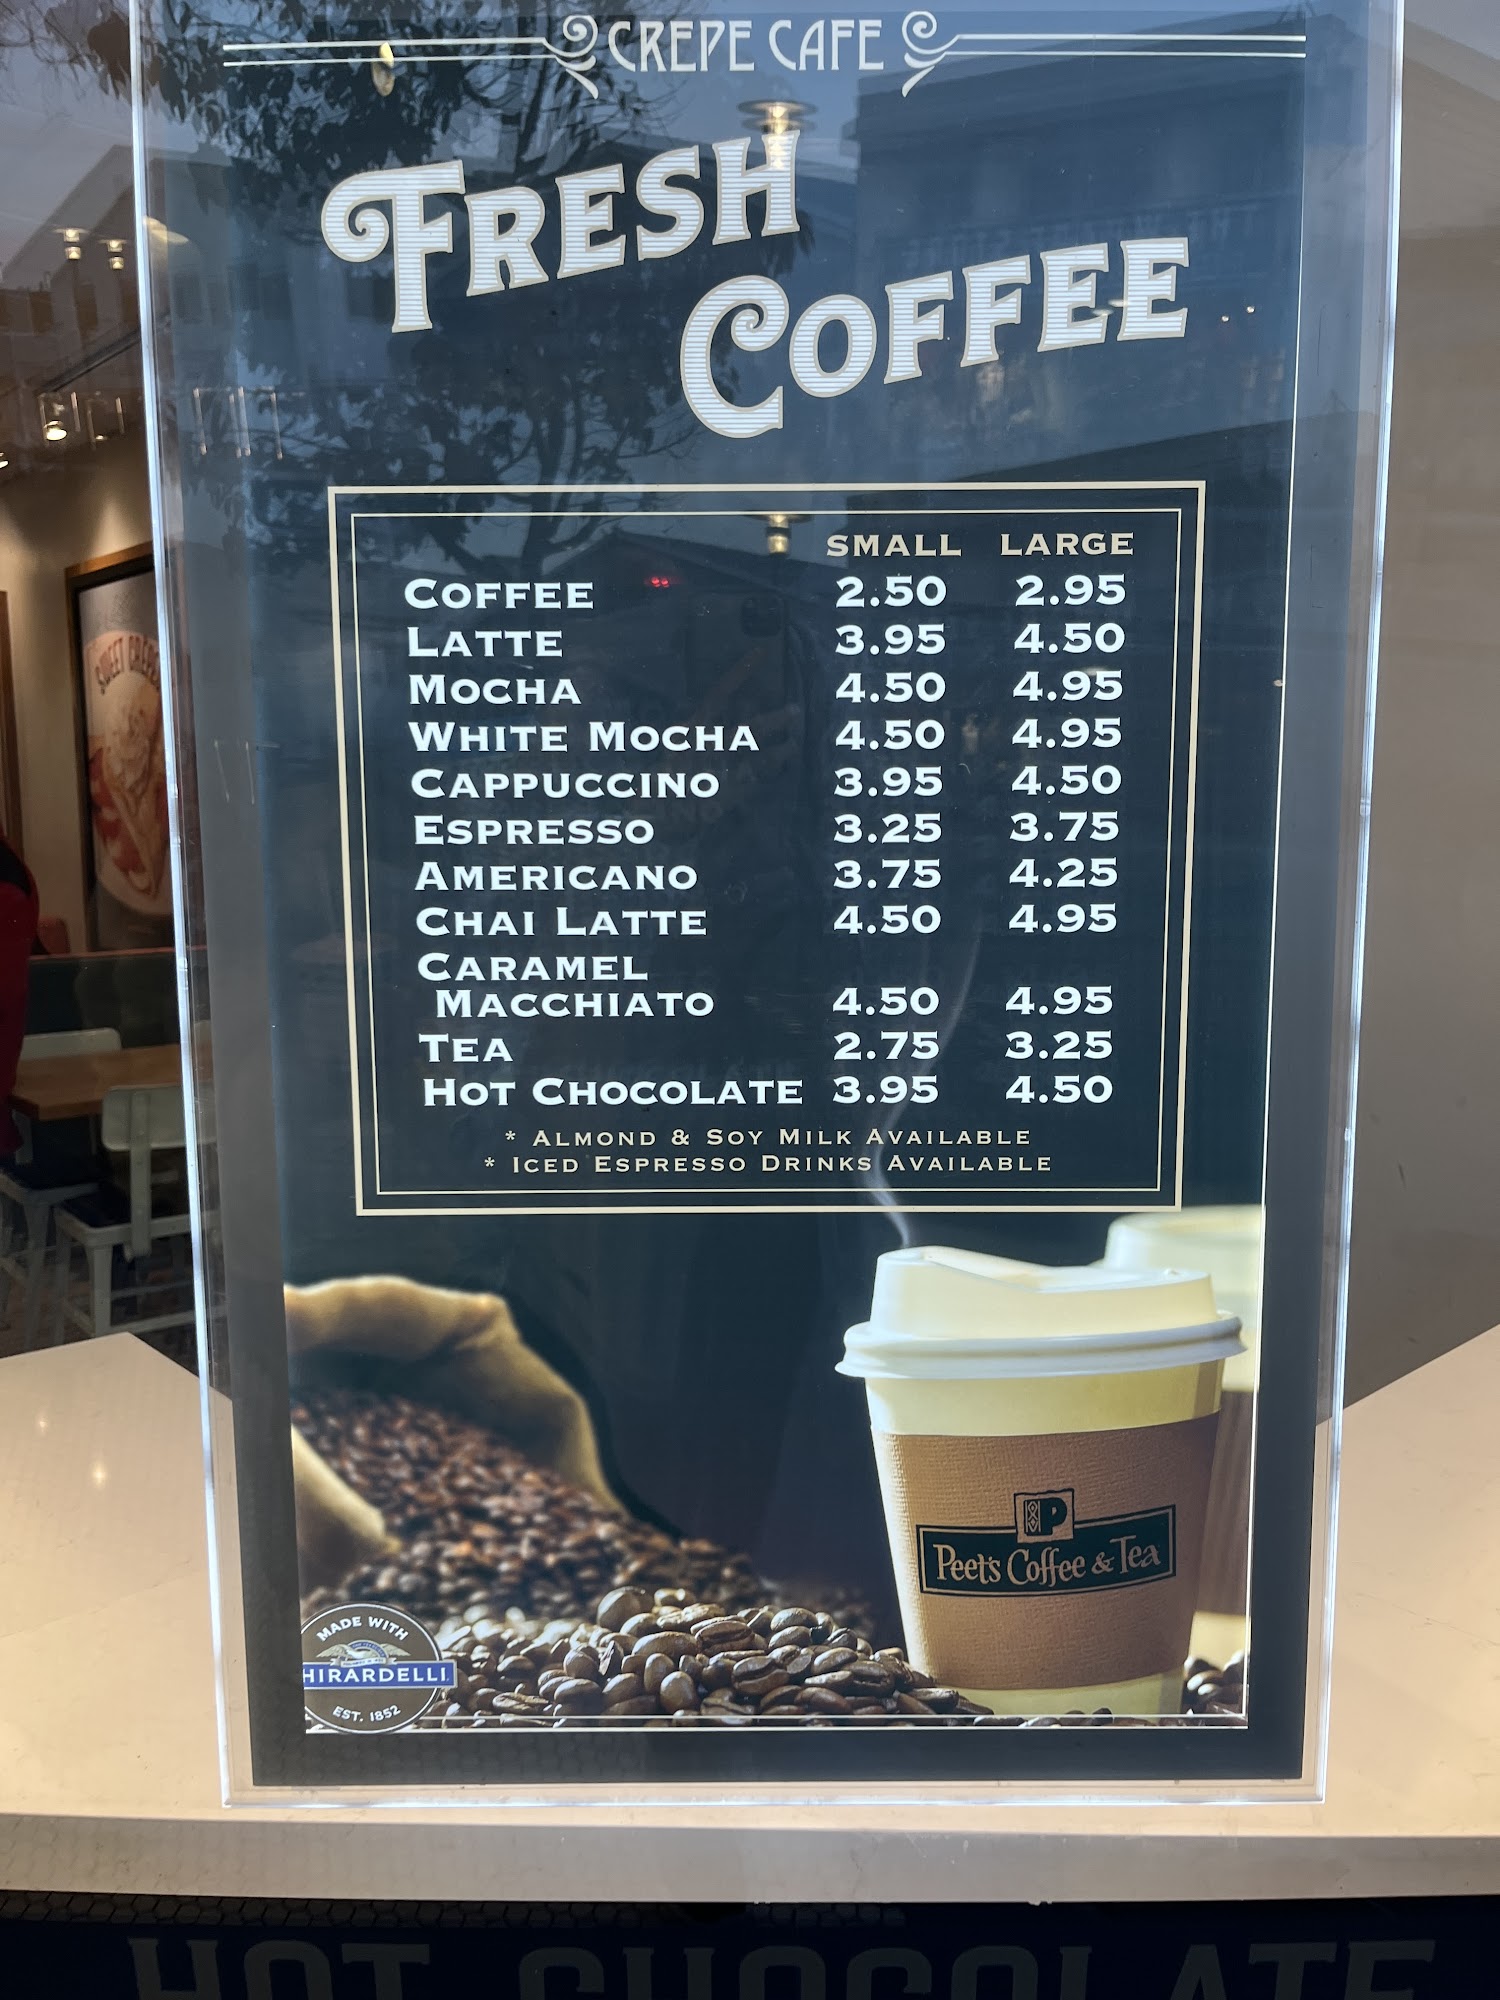 CREPE CAFE
FRESH
COFFEE
SMALL LARGE
COFFEE 2.50 2.95
LATTE 3.95 4.50
MOCHA 4.50 4.95
WHITE MOCHA 4.50 4.95
CAPPUCCINO 3.95 4.50
ESPRESSO 3.25 3.75
AMERICANO 3.75 4.25
CHAI LATTE 4.50 4.95
CARAMEL
MACCHIATO 4.50 4.95
TEA 2.75 3.25
HOT CHOCOLATE 3.95 4.50
* ALMOND & SOY MILK AVAILABLE
* ICED ESPRESSO DRINKS AVAILABLE
P
Peet's Coffee & Tea
MADE WITH
HIRARDELLI
EST. 1852
SWEET
HOT CHOCOLATE